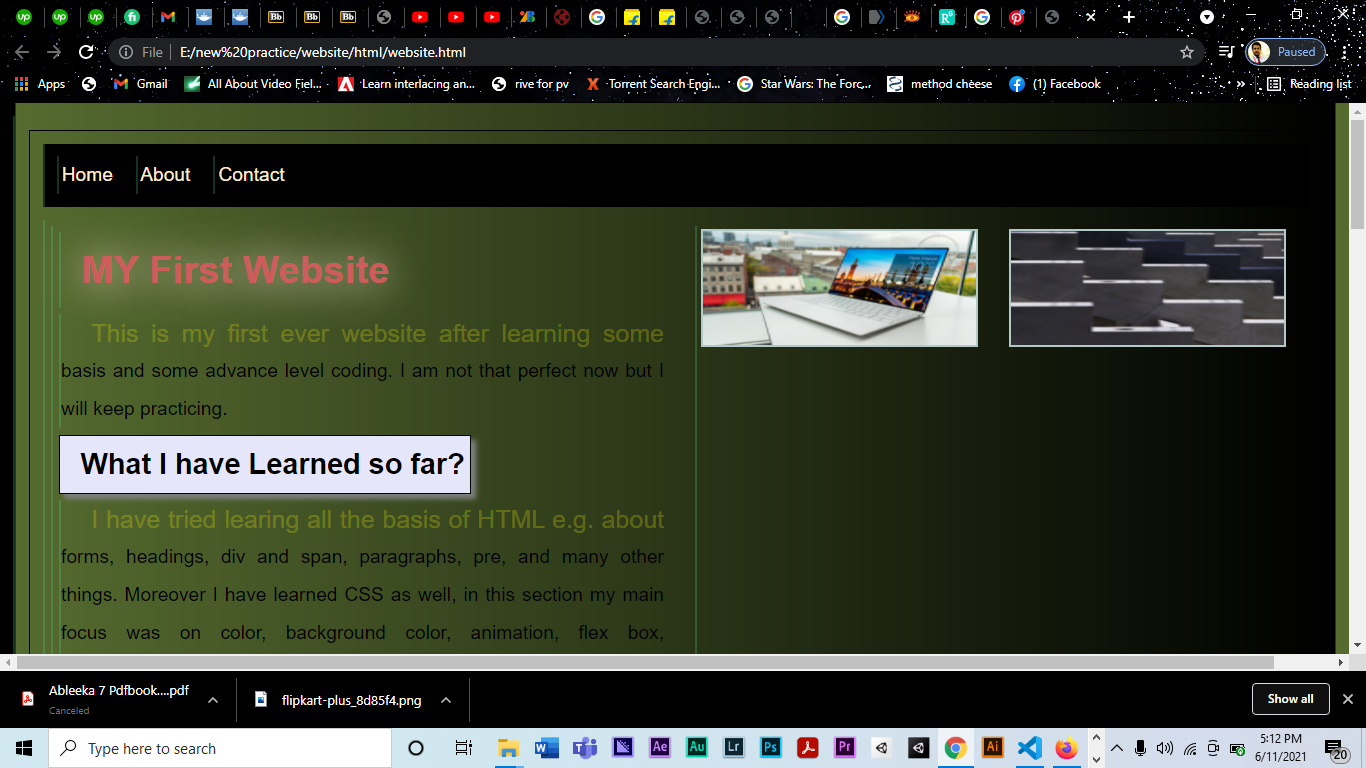 File
E:/new%20practice/website/html/website.html
Paused
Apps
Gmail
All About Video Fiel...
Learn interlacing an...
rive for pv
Torrent Search Engi...
Star Wars: The Forc...
method cheese
(1) Facebook
»
Reading list
Home About Contact
MY First Website
This is my first ever website after learning some
basis and some advance level coding. I am not that perfect now but I
will keep practicing.
What I have Learned so far?
I have tried learing all the basis of HTML e.g. about
forms, headings, div and span, paragraphs, pre, and many other
things. Moreover I have learned CSS as well, in this section my main
focus was on color, background color, animation, flex box,
Ableeka 7 Pdfbook....pdf
Canceled
flipkart-plus_8d85f4.png
Show all
Type here to search
5:12 PM
6/11/2021
20